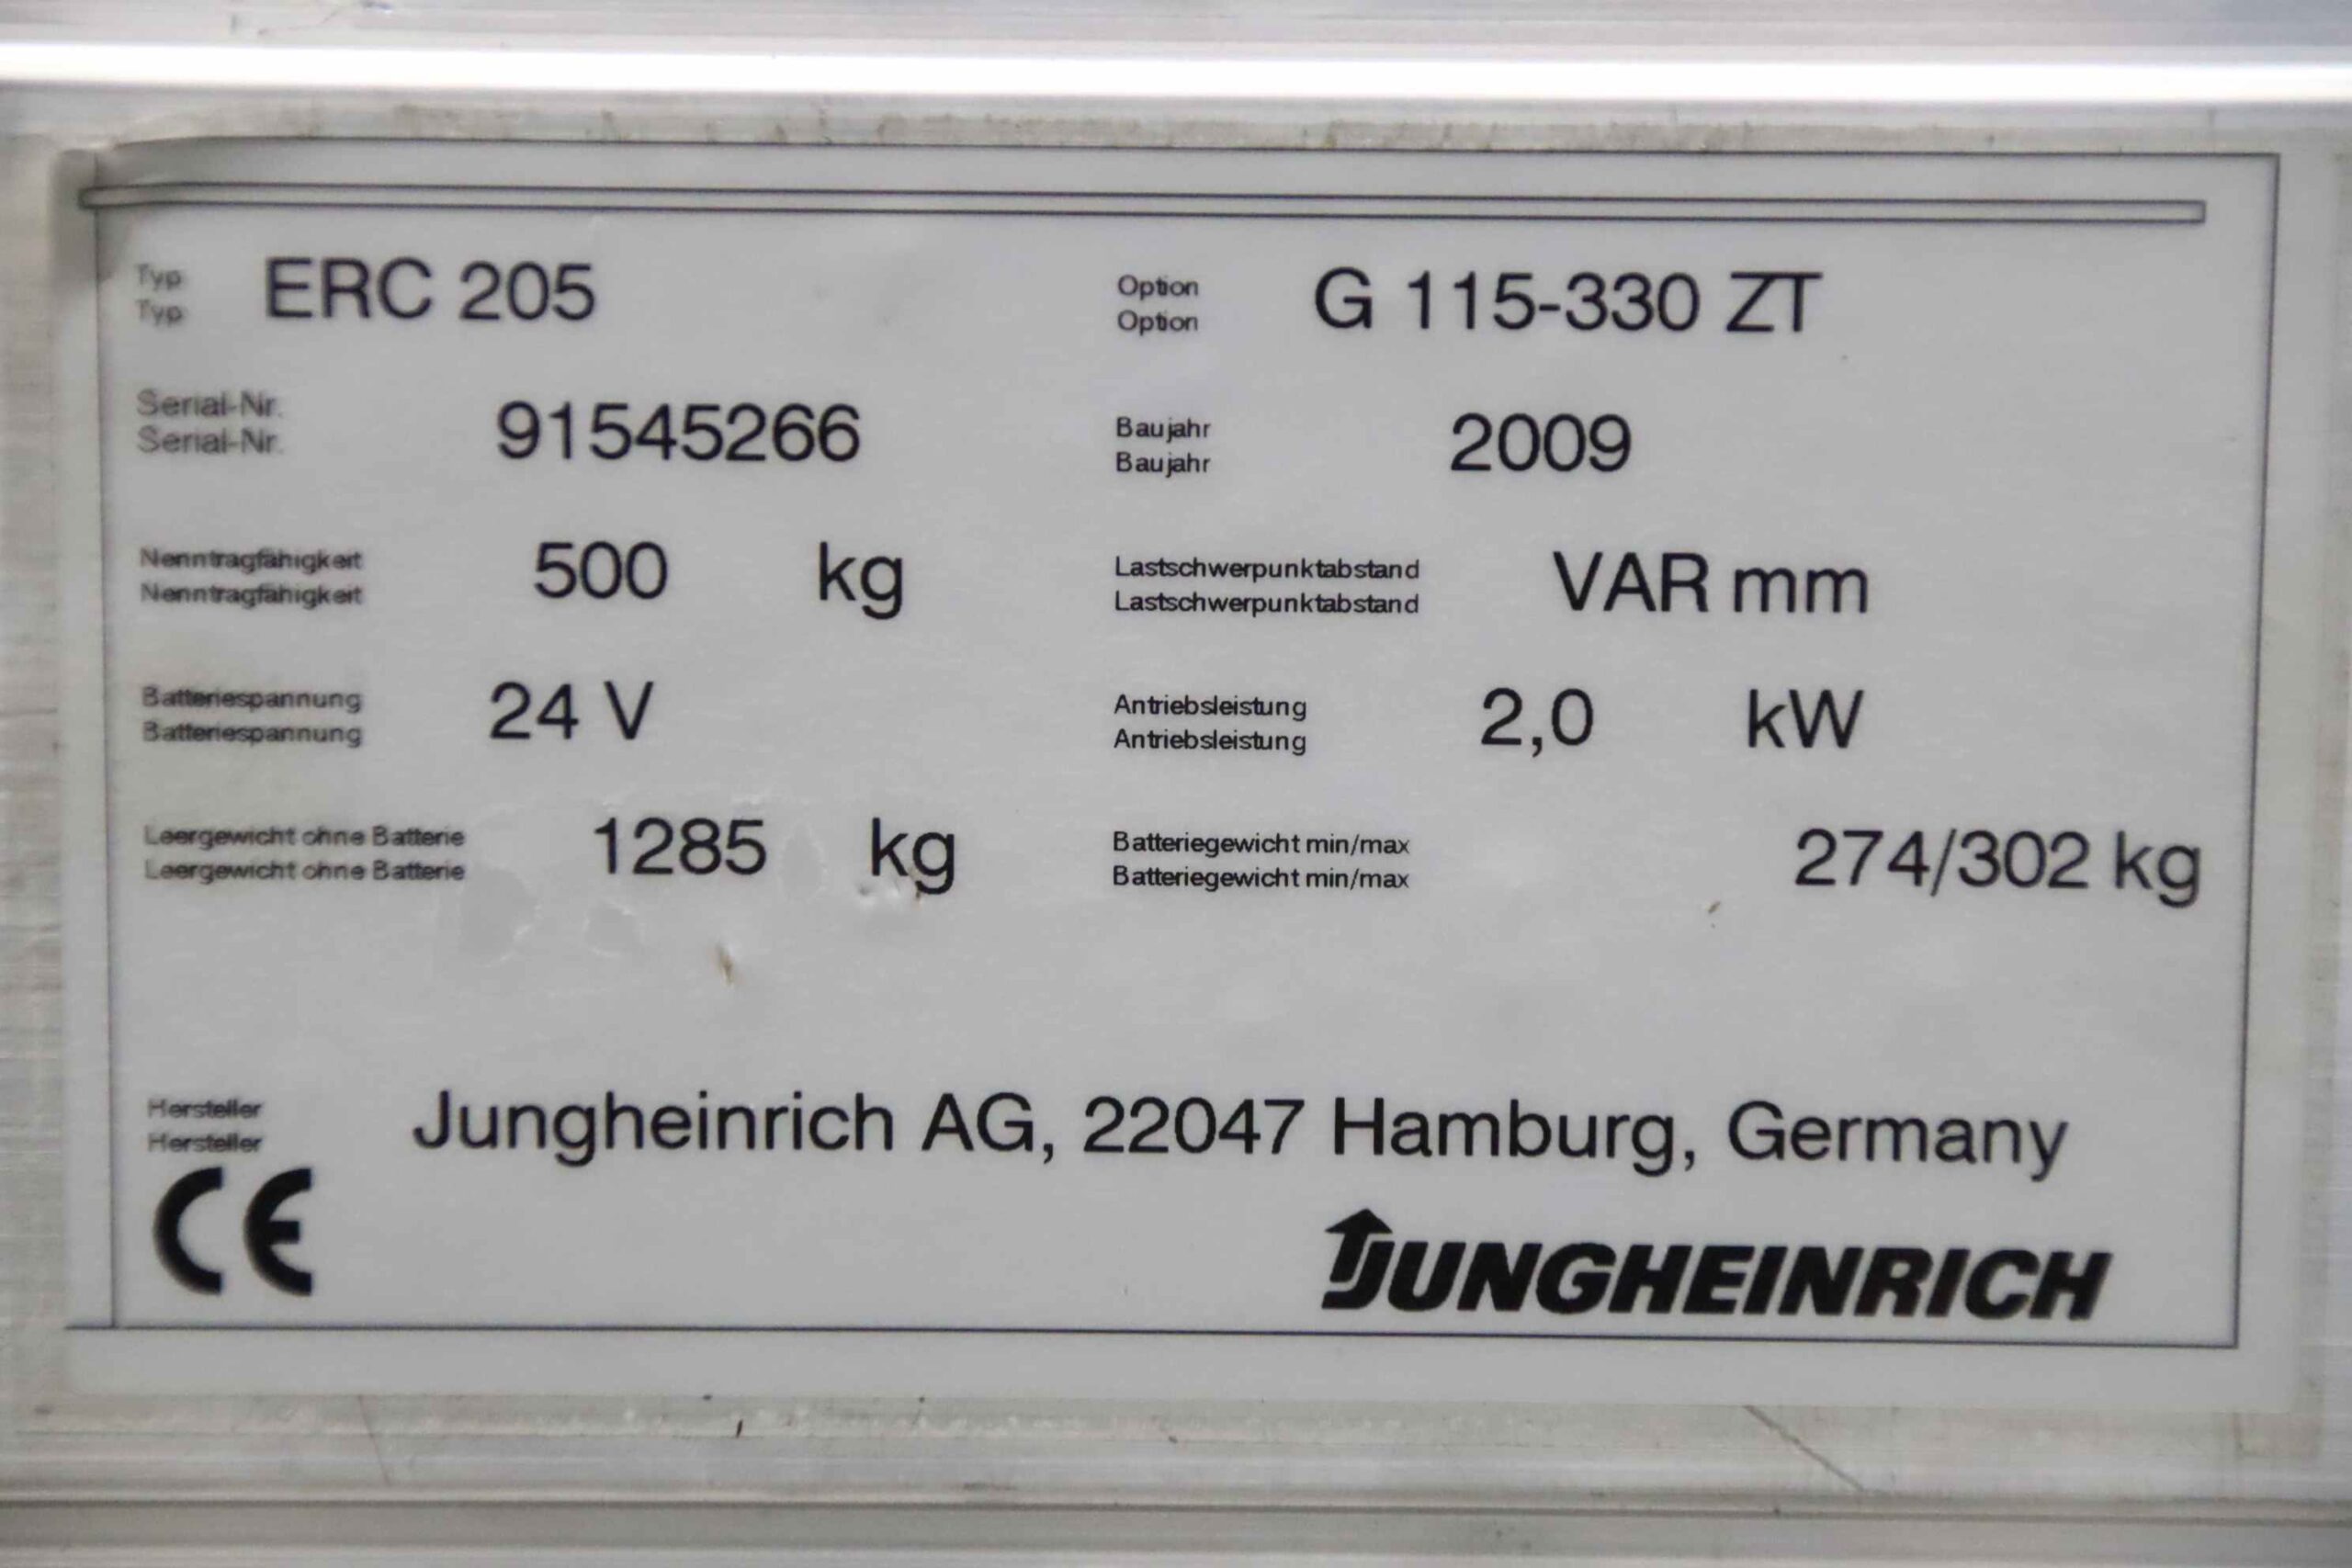 Typ
Typ
ERC 205
Option
Option
G 115-330 ZT
Serial-Nr.
Serial-Nr.
91545266
Baujahr
Baujahr
2009
Nenntragfähigkeit
Nenntragfähigkeit
500 kg
Lastschwerpunktabstand
Lastschwerpunktabstand
VAR mm
Batteriespannung
Batteriespannung
24 V
Antriebsleistung
Antriebsleistung
2,0 kW
Leergewicht ohne Batterie
Leergewicht ohne Batterie
1285 kg
Batteriegewicht min/max
Batteriegewicht min/max
274/302 kg
Hersteller
Hersteller
Jungheinrich AG, 22047 Hamburg, Germany
CE
JUNGHEINRICH